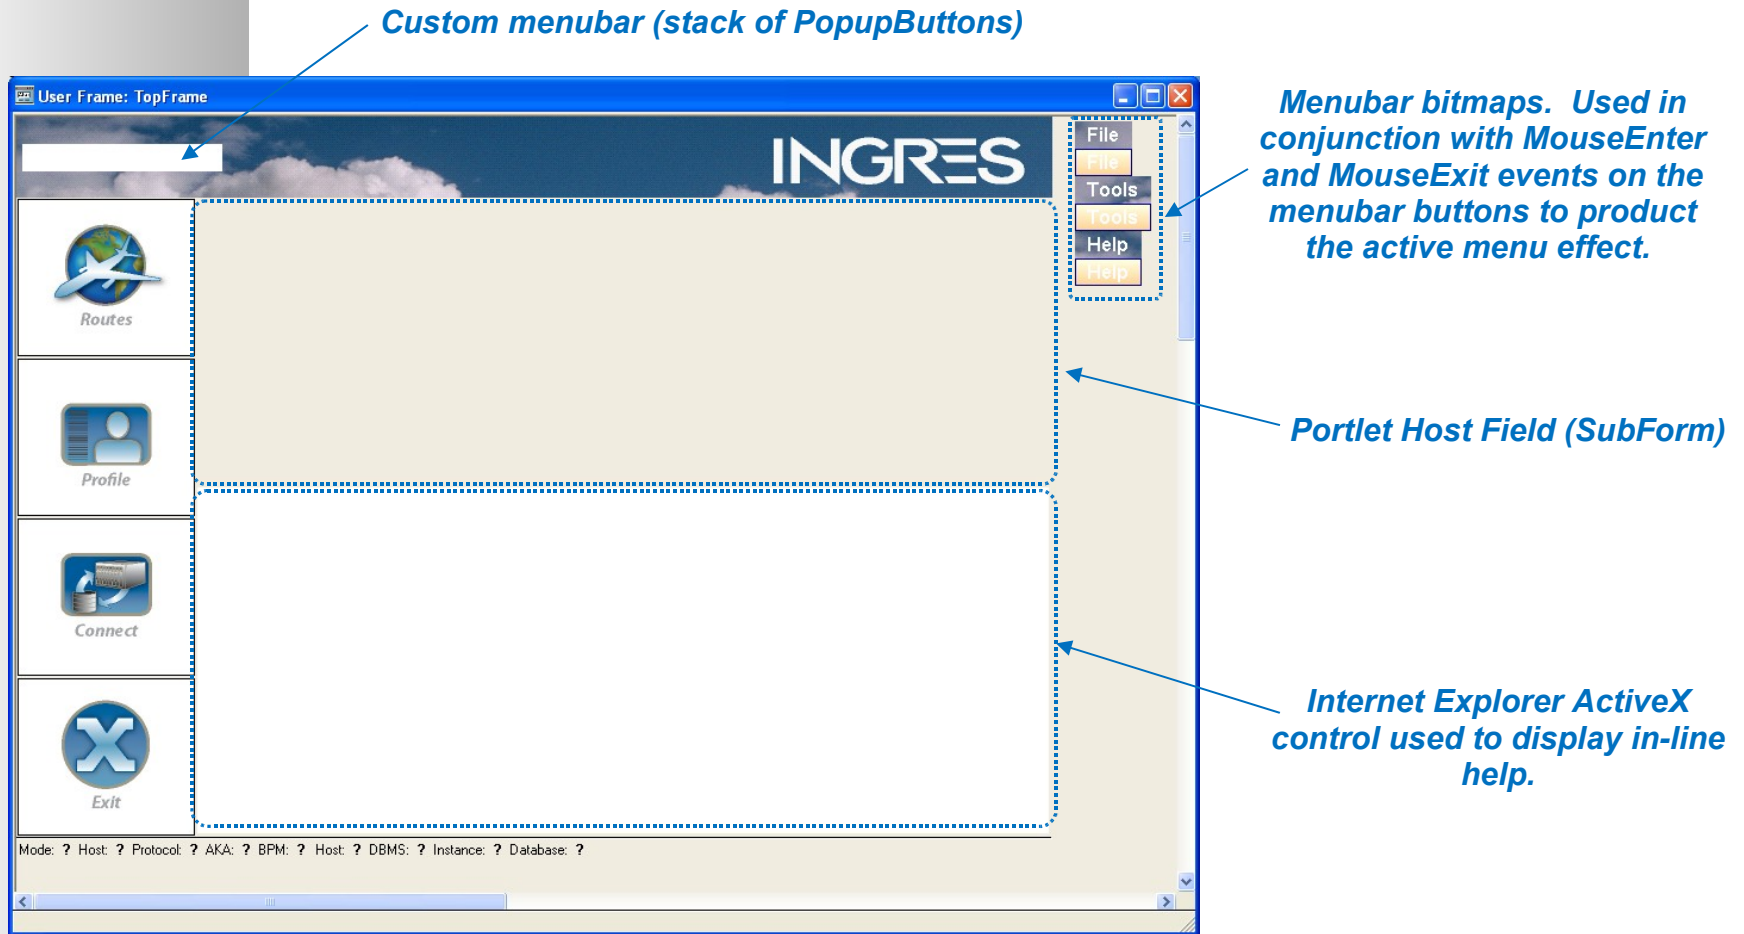 Custom menubar (stack of PopupButtons)
User Frame: TopFrame
INGRES
File
File
Tools
Tools
Help
Help
Menubar bitmaps. Used in
conjunction with MouseEnter
and MouseExit events on the
menubar buttons to product
the active menu effect.
Routes
Profile
Portlet Host Field (SubForm)
Connect
Internet Explorer ActiveX
control used to display in-line
help.
Exit
Mode: ? Host: ? Protocol: ? AKA: ? BPM: ? Host: ? DBMS: ? Instance: ? Database: ?